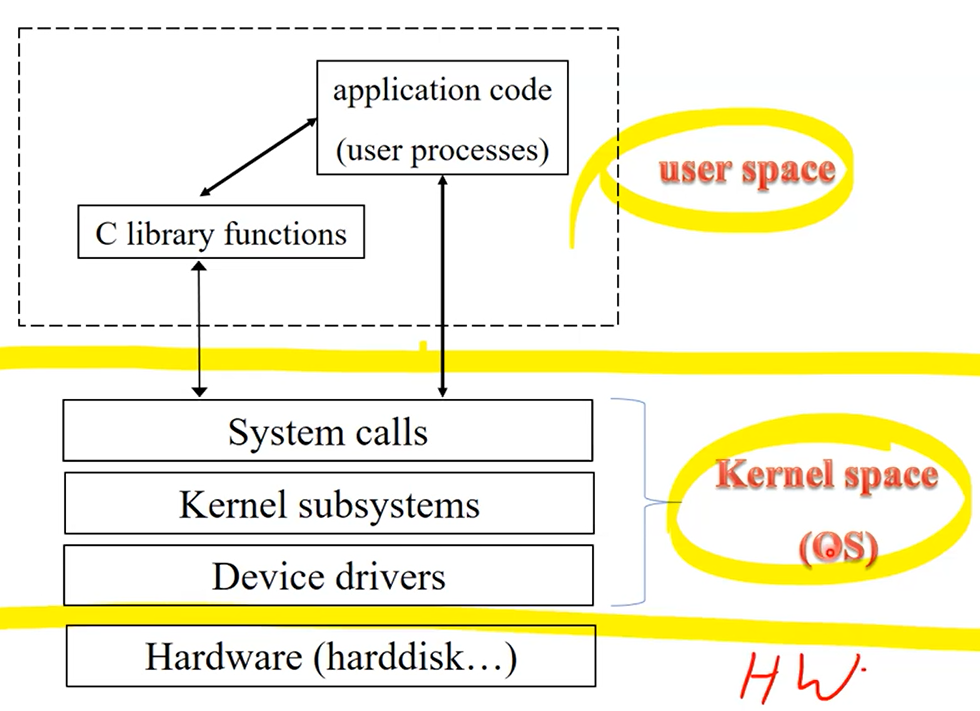 application code
(user processes)
user space
C library functions
System calls
Kernel subsystems
Kernel space
(OS)
Device drivers
Hardware (harddisk…)
HW